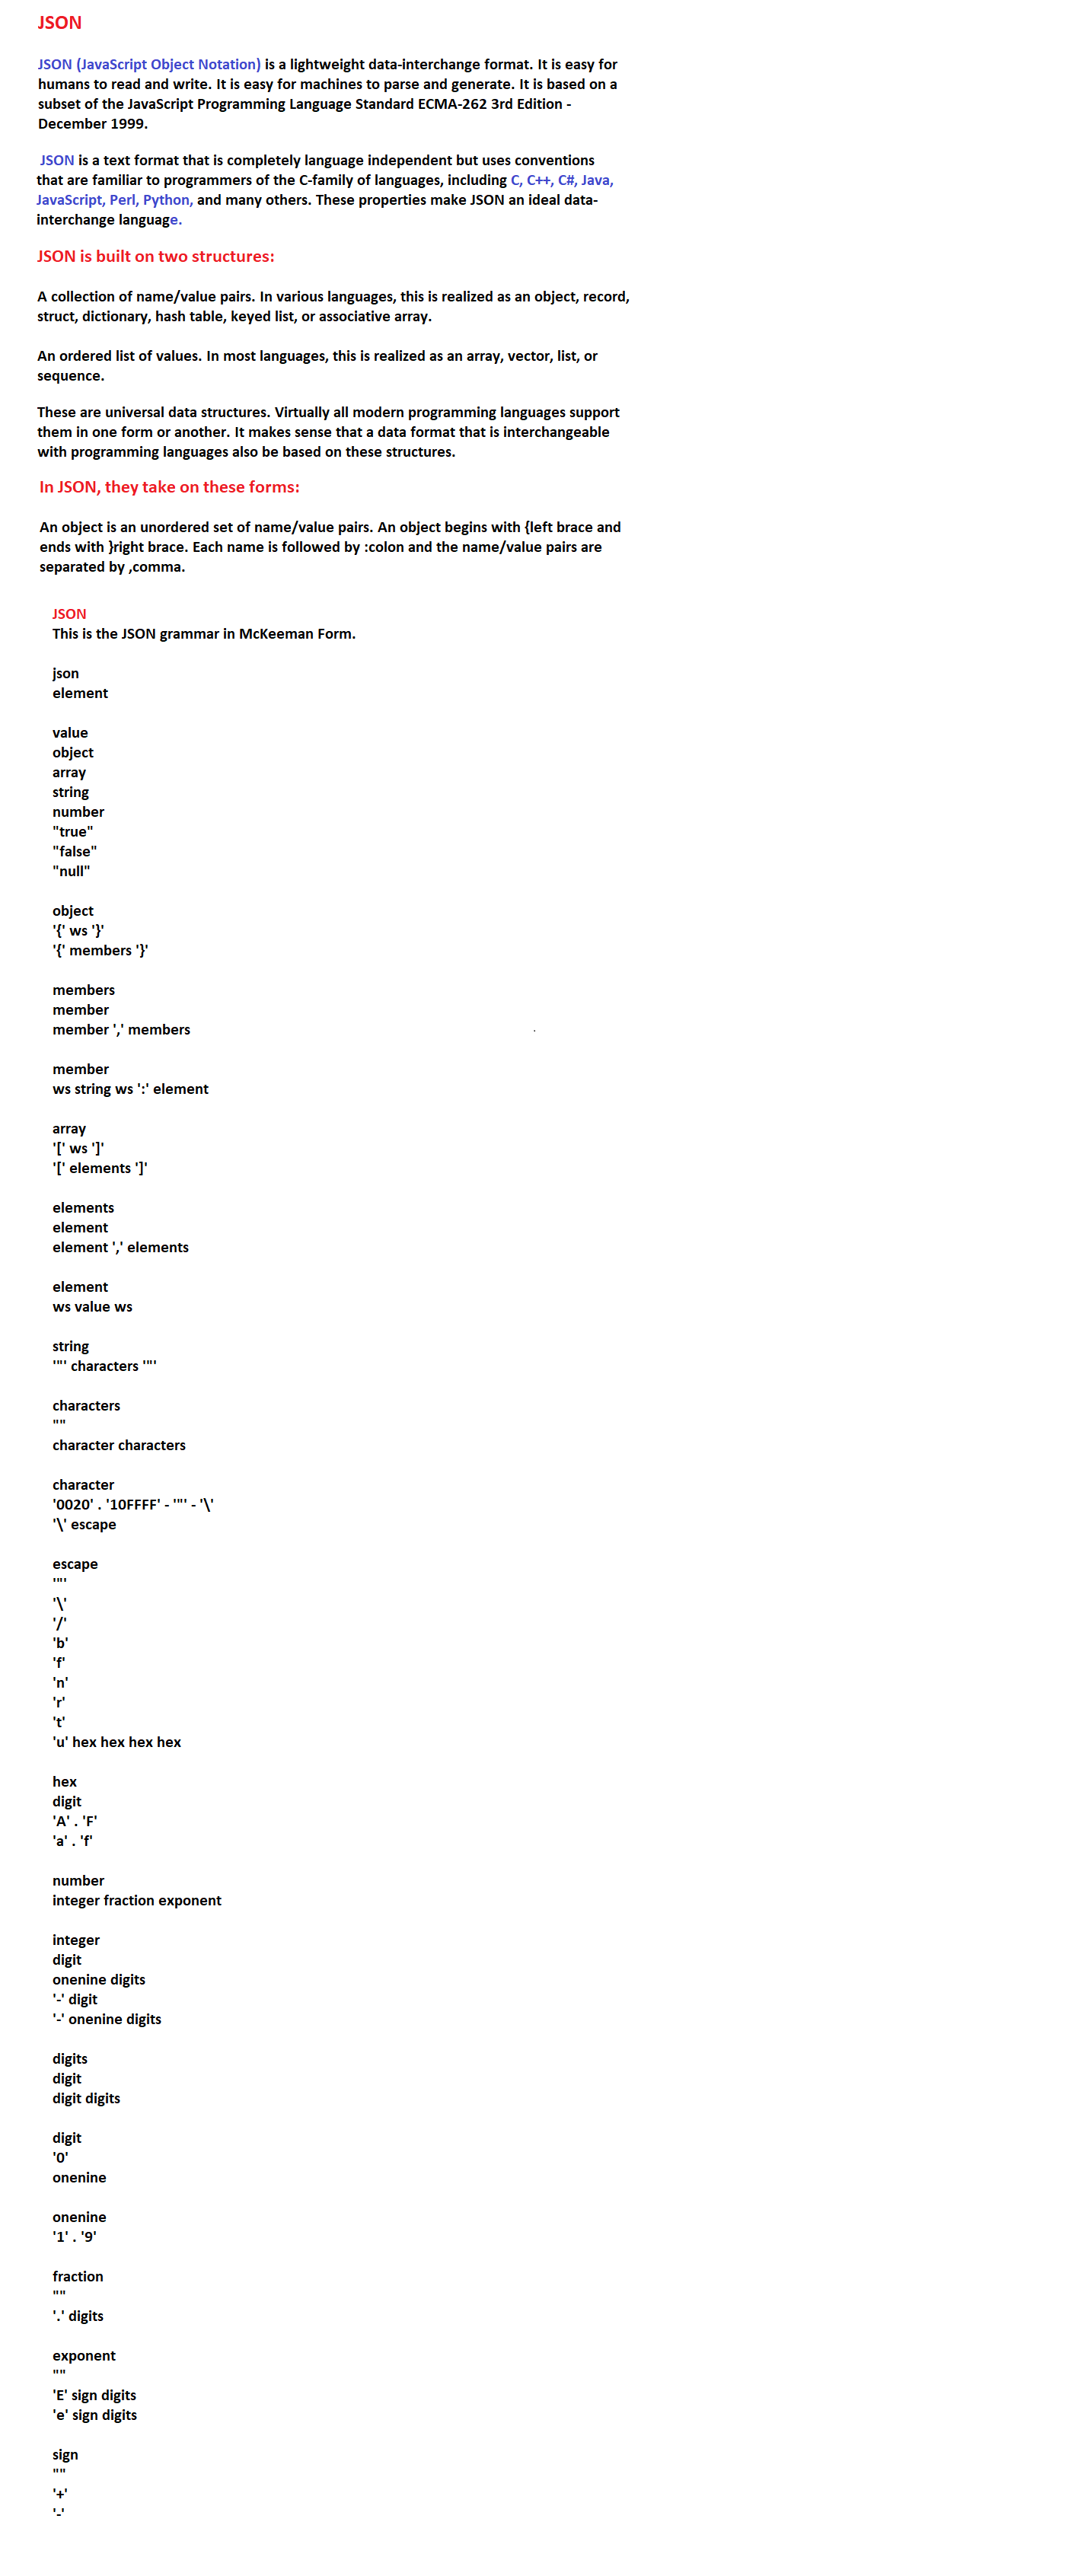 JSON
JSON (JavaScript Object Notation) is a lightweight data-interchange format. It is easy for
humans to read and write. It is easy for machines to parse and generate. It is based on a
subset of the JavaScript Programming Language Standard ECMA-262 3rd Edition -
December 1999.
JSON is a text format that is completely language independent but uses conventions
that are familiar to programmers of the C-family of languages, including C, C++, C#, Java,
JavaScript, Perl, Python, and many others. These properties make JSON an ideal data-
interchange language.
JSON is built on two structures:
A collection of name/value pairs. In various languages, this is realized as an object, record,
struct, dictionary, hash table, keyed list, or associative array.
An ordered list of values. In most languages, this is realized as an array, vector, list, or
sequence.
These are universal data structures. Virtually all modern programming languages support
them in one form or another. It makes sense that a data format that is interchangeable
with programming languages also be based on these structures.
In JSON, they take on these forms:
An object is an unordered set of name/value pairs. An object begins with {left brace and
ends with }right brace. Each name is followed by :colon and the name/value pairs are
separated by ,comma.
JSON
This is the JSON grammar in McKeeman Form.
json
element
value
object
array
string
number
"true"
"false"
"null"
object
'{' ws '}'
'{' members '}'
members
member
member ',' members
member
ws string ws ':' element
array
'[' ws ']'
'[' elements ']'
elements
element
element ',' elements
element
ws value ws
string
'"' characters '"'
characters
""
character characters
character
'0020' . '10FFFF' - '"' - '\'
'\' escape
escape
'"'
'\'
'/'
'b'
'f'
'n'
'r'
't'
'u' hex hex hex hex
hex
digit
'A' . 'F'
'a' . 'f'
number
integer fraction exponent
integer
digit
onenine digits
'-' digit
'-' onenine digits
digits
digit
digit digits
digit
'0'
onenine
onenine
'1' . '9'
fraction
""
'.' digits
exponent
""
'E' sign digits
'e' sign digits
sign
""
'+'
'-'